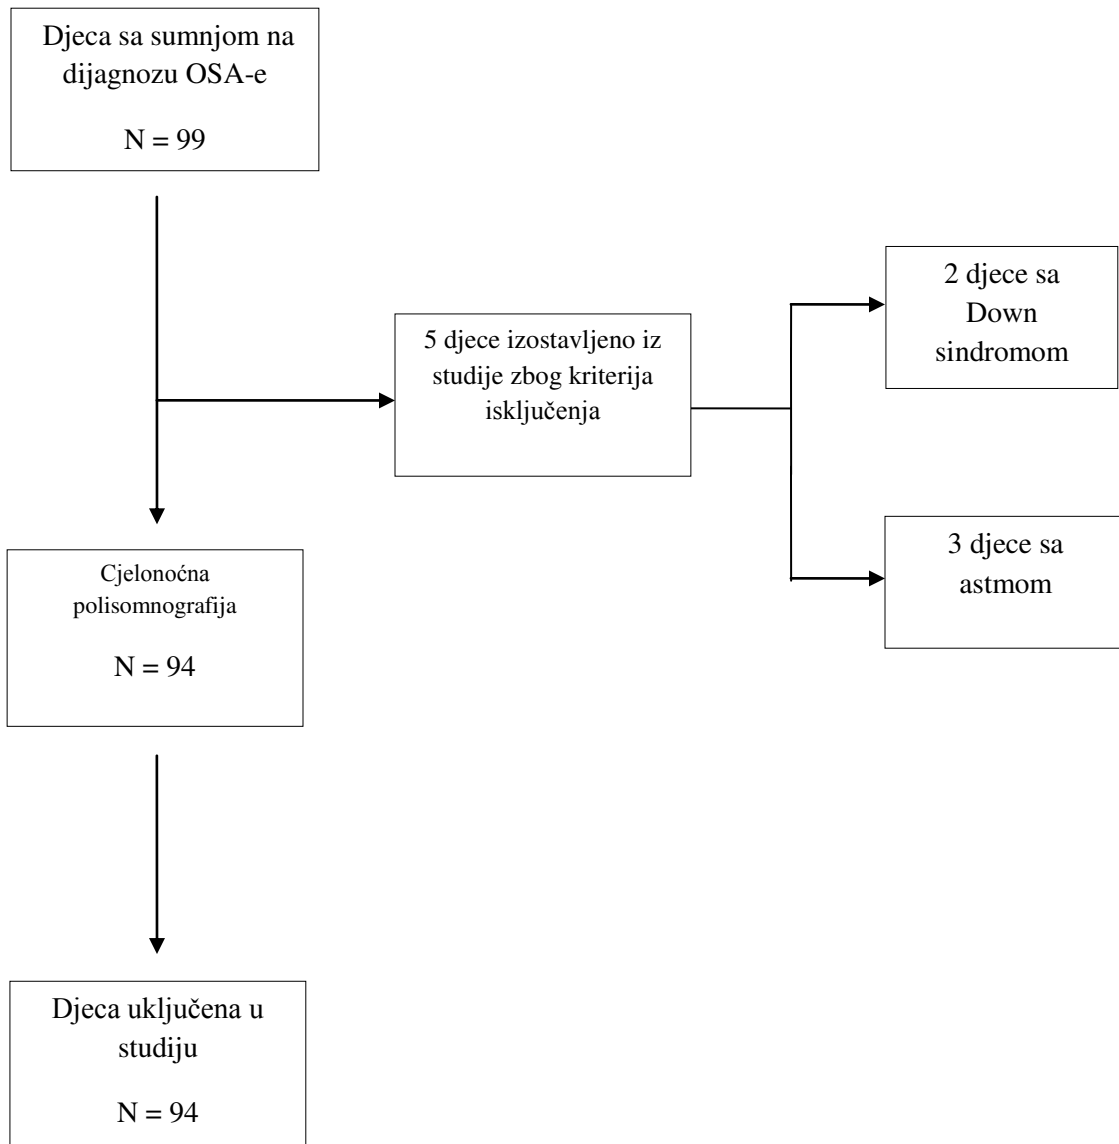 Djeca sa sumnjom na
dijagnozu OSA-e
N = 99
5 djece izostavljeno iz
studije zbog kriterija
isključenja
2 djece sa
Down
sindromom
3 djece sa
astmom
Cjelonoćna
polisomnografija
N = 94
Djeca uključena u
studiju
N = 94